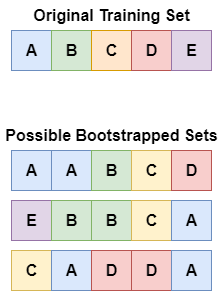 Original Training Set
A B C D E
Possible Bootstrapped Sets
A A B C D
E B B C A
C A D D A